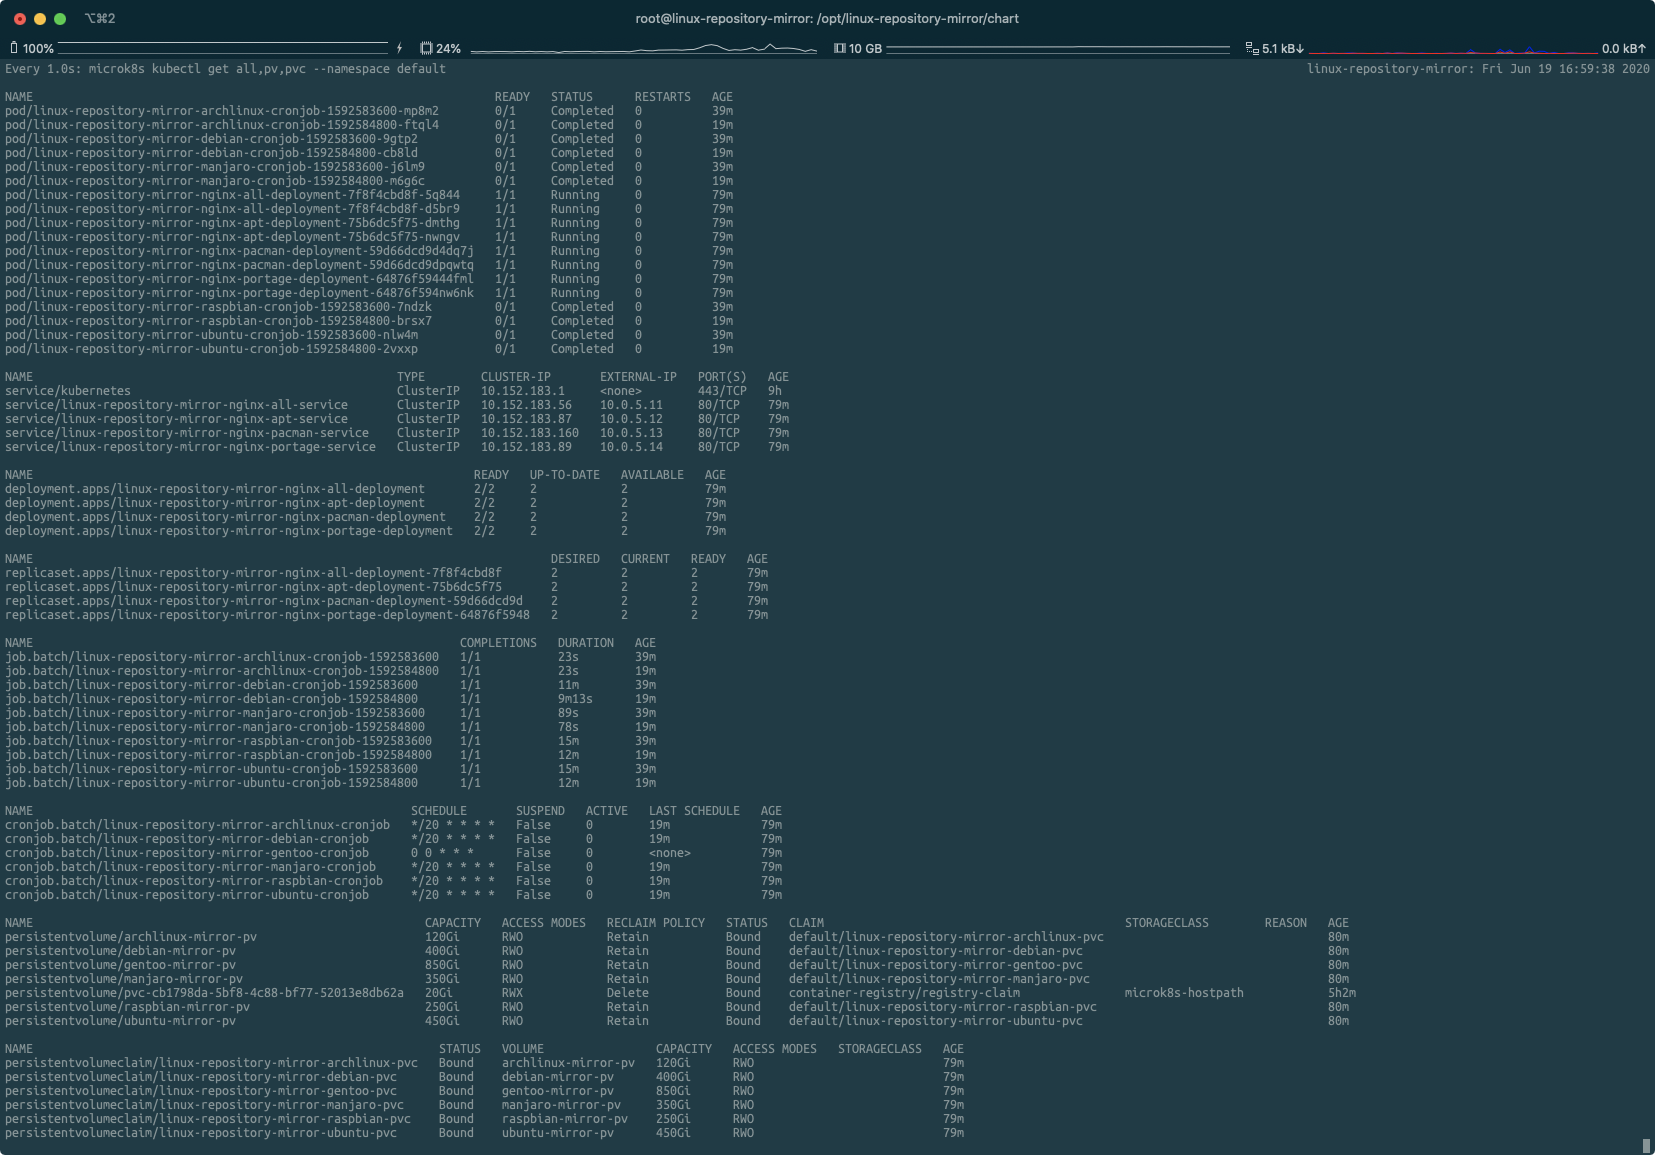 ⌥⌘2 root@linux-repository-mirror: /opt/linux-repository-mirror/chart
100% 24% 10 GB 5.1 kB↓ 0.0 kB↑
Every 1.0s: microk8s kubectl get all,pv,pvc --namespace default linux-repository-mirror: Fri Jun 19 16:59:38 2020
NAME READY STATUS RESTARTS AGE
pod/linux-repository-mirror-archlinux-cronjob-1592583600-mp8m2 0/1 Completed 0 39m
pod/linux-repository-mirror-archlinux-cronjob-1592584800-ftql4 0/1 Completed 0 19m
pod/linux-repository-mirror-debian-cronjob-1592583600-9gtp2 0/1 Completed 0 39m
pod/linux-repository-mirror-debian-cronjob-1592584800-cb8ld 0/1 Completed 0 19m
pod/linux-repository-mirror-manjaro-cronjob-1592583600-j6lm9 0/1 Completed 0 39m
pod/linux-repository-mirror-manjaro-cronjob-1592584800-m6g6c 0/1 Completed 0 19m
pod/linux-repository-mirror-nginx-all-deployment-7f8f4cbd8f-5q844 1/1 Running 0 79m
pod/linux-repository-mirror-nginx-all-deployment-7f8f4cbd8f-d5br9 1/1 Running 0 79m
pod/linux-repository-mirror-nginx-apt-deployment-75b6dc5f75-dmthg 1/1 Running 0 79m
pod/linux-repository-mirror-nginx-apt-deployment-75b6dc5f75-nwngv 1/1 Running 0 79m
pod/linux-repository-mirror-nginx-pacman-deployment-59d66dcd9d4dq7j 1/1 Running 0 79m
pod/linux-repository-mirror-nginx-pacman-deployment-59d66dcd9dpqwtq 1/1 Running 0 79m
pod/linux-repository-mirror-nginx-portage-deployment-64876f59444fml 1/1 Running 0 79m
pod/linux-repository-mirror-nginx-portage-deployment-64876f594nw6nk 1/1 Running 0 79m
pod/linux-repository-mirror-raspbian-cronjob-1592583600-7ndzk 0/1 Completed 0 39m
pod/linux-repository-mirror-raspbian-cronjob-1592584800-brsx7 0/1 Completed 0 19m
pod/linux-repository-mirror-ubuntu-cronjob-1592583600-nlw4m 0/1 Completed 0 39m
pod/linux-repository-mirror-ubuntu-cronjob-1592584800-2vxxp 0/1 Completed 0 19m
NAME TYPE CLUSTER-IP EXTERNAL-IP PORT(S) AGE
service/kubernetes ClusterIP 10.152.183.1 <none> 443/TCP 9h
service/linux-repository-mirror-nginx-all-service ClusterIP 10.152.183.56 10.0.5.11 80/TCP 79m
service/linux-repository-mirror-nginx-apt-service ClusterIP 10.152.183.87 10.0.5.12 80/TCP 79m
service/linux-repository-mirror-nginx-pacman-service ClusterIP 10.152.183.160 10.0.5.13 80/TCP 79m
service/linux-repository-mirror-nginx-portage-service ClusterIP 10.152.183.89 10.0.5.14 80/TCP 79m
NAME READY UP-TO-DATE AVAILABLE AGE
deployment.apps/linux-repository-mirror-nginx-all-deployment 2/2 2 2 79m
deployment.apps/linux-repository-mirror-nginx-apt-deployment 2/2 2 2 79m
deployment.apps/linux-repository-mirror-nginx-pacman-deployment 2/2 2 2 79m
deployment.apps/linux-repository-mirror-nginx-portage-deployment 2/2 2 2 79m
NAME DESIRED CURRENT READY AGE
replicaset.apps/linux-repository-mirror-nginx-all-deployment-7f8f4cbd8f 2 2 2 79m
replicaset.apps/linux-repository-mirror-nginx-apt-deployment-75b6dc5f75 2 2 2 79m
replicaset.apps/linux-repository-mirror-nginx-pacman-deployment-59d66dcd9d 2 2 2 79m
replicaset.apps/linux-repository-mirror-nginx-portage-deployment-64876f5948 2 2 2 79m
NAME COMPLETIONS DURATION AGE
job.batch/linux-repository-mirror-archlinux-cronjob-1592583600 1/1 23s 39m
job.batch/linux-repository-mirror-archlinux-cronjob-1592584800 1/1 23s 19m
job.batch/linux-repository-mirror-debian-cronjob-1592583600 1/1 11m 39m
job.batch/linux-repository-mirror-debian-cronjob-1592584800 1/1 9m13s 19m
job.batch/linux-repository-mirror-manjaro-cronjob-1592583600 1/1 89s 39m
job.batch/linux-repository-mirror-manjaro-cronjob-1592584800 1/1 78s 19m
job.batch/linux-repository-mirror-raspbian-cronjob-1592583600 1/1 15m 39m
job.batch/linux-repository-mirror-raspbian-cronjob-1592584800 1/1 12m 19m
job.batch/linux-repository-mirror-ubuntu-cronjob-1592583600 1/1 15m 39m
job.batch/linux-repository-mirror-ubuntu-cronjob-1592584800 1/1 12m 19m
NAME SCHEDULE SUSPEND ACTIVE LAST SCHEDULE AGE
cronjob.batch/linux-repository-mirror-archlinux-cronjob */20 * * * * False 0 19m 79m
cronjob.batch/linux-repository-mirror-debian-cronjob */20 * * * * False 0 19m 79m
cronjob.batch/linux-repository-mirror-gentoo-cronjob 0 0 * * * False 0 <none> 79m
cronjob.batch/linux-repository-mirror-manjaro-cronjob */20 * * * * False 0 19m 79m
cronjob.batch/linux-repository-mirror-raspbian-cronjob */20 * * * * False 0 19m 79m
cronjob.batch/linux-repository-mirror-ubuntu-cronjob */20 * * * * False 0 19m 79m
NAME CAPACITY ACCESS MODES RECLAIM POLICY STATUS CLAIM STORAGECLASS REASON AGE
persistentvolume/archlinux-mirror-pv 120Gi RWO Retain Bound default/linux-repository-mirror-archlinux-pvc 80m
persistentvolume/debian-mirror-pv 400Gi RWO Retain Bound default/linux-repository-mirror-debian-pvc 80m
persistentvolume/gentoo-mirror-pv 850Gi RWO Retain Bound default/linux-repository-mirror-gentoo-pvc 80m
persistentvolume/manjaro-mirror-pv 350Gi RWO Retain Bound default/linux-repository-mirror-manjaro-pvc 80m
persistentvolume/pvc-cb1798da-5bf8-4c88-bf77-52013e8db62a 20Gi RWX Delete Bound container-registry/registry-claim microk8s-hostpath 5h2m
persistentvolume/raspbian-mirror-pv 250Gi RWO Retain Bound default/linux-repository-mirror-raspbian-pvc 80m
persistentvolume/ubuntu-mirror-pv 450Gi RWO Retain Bound default/linux-repository-mirror-ubuntu-pvc 80m
NAME STATUS VOLUME CAPACITY ACCESS MODES STORAGECLASS AGE
persistentvolumeclaim/linux-repository-mirror-archlinux-pvc Bound archlinux-mirror-pv 120Gi RWO 79m
persistentvolumeclaim/linux-repository-mirror-debian-pvc Bound debian-mirror-pv 400Gi RWO 79m
persistentvolumeclaim/linux-repository-mirror-gentoo-pvc Bound gentoo-mirror-pv 850Gi RWO 79m
persistentvolumeclaim/linux-repository-mirror-manjaro-pvc Bound manjaro-mirror-pv 350Gi RWO 79m
persistentvolumeclaim/linux-repository-mirror-raspbian-pvc Bound raspbian-mirror-pv 250Gi RWO 79m
persistentvolumeclaim/linux-repository-mirror-ubuntu-pvc Bound ubuntu-mirror-pv 450Gi RWO 79m